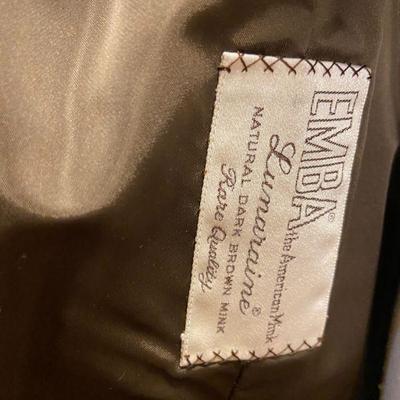 EMBA®
the American Mink
Lunaraine®
NATURAL DARK BROWN MINK
Rare Quality